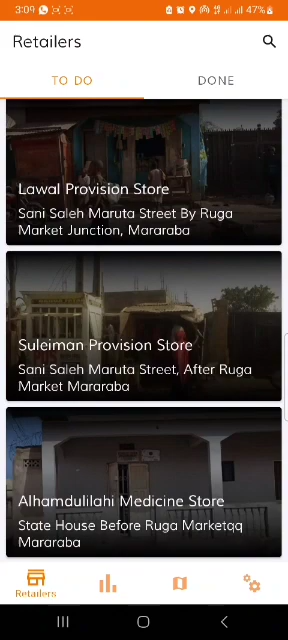 3:09 47%
Retailers
TO DO DONE
Lawal Provision Store
Sani Saleh Maruta Street By Ruga
Market Junction, Mararaba
Suleiman Provision Store
Sani Saleh Maruta Street, After Ruga
Market Mararaba
Alhamdulilahi Medicine Store
State House Before Ruga Marketqq
Mararaba
Retailers